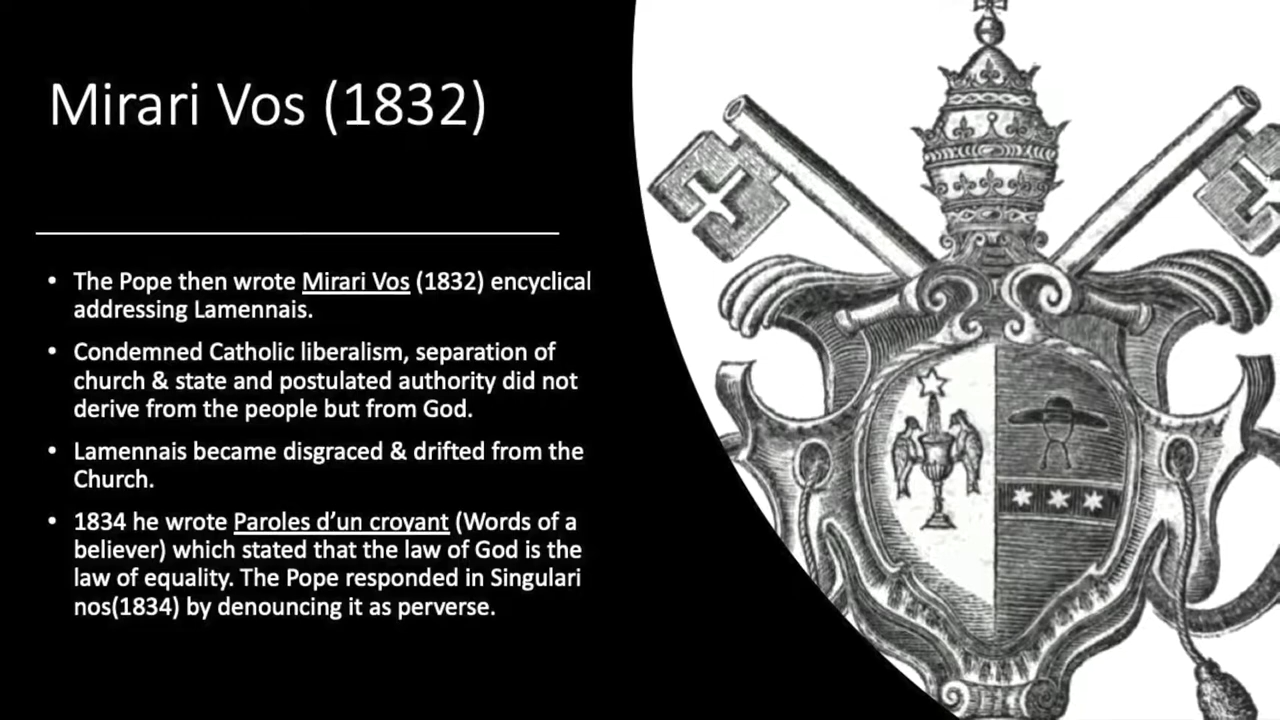 Mirari Vos (1832)
• The Pope then wrote Mirari Vos (1832) encyclical
addressing Lamennais.
• Condemned Catholic liberalism, separation of
church & state and postulated authority did not
derive from the people but from God.
• Lamennais became disgraced & drifted from the
Church.
• 1834 he wrote Paroles d’un croyant (Words of a
believer) which stated that the law of God is the
law of equality. The Pope responded in Singulari
nos(1834) by denouncing it as perverse.